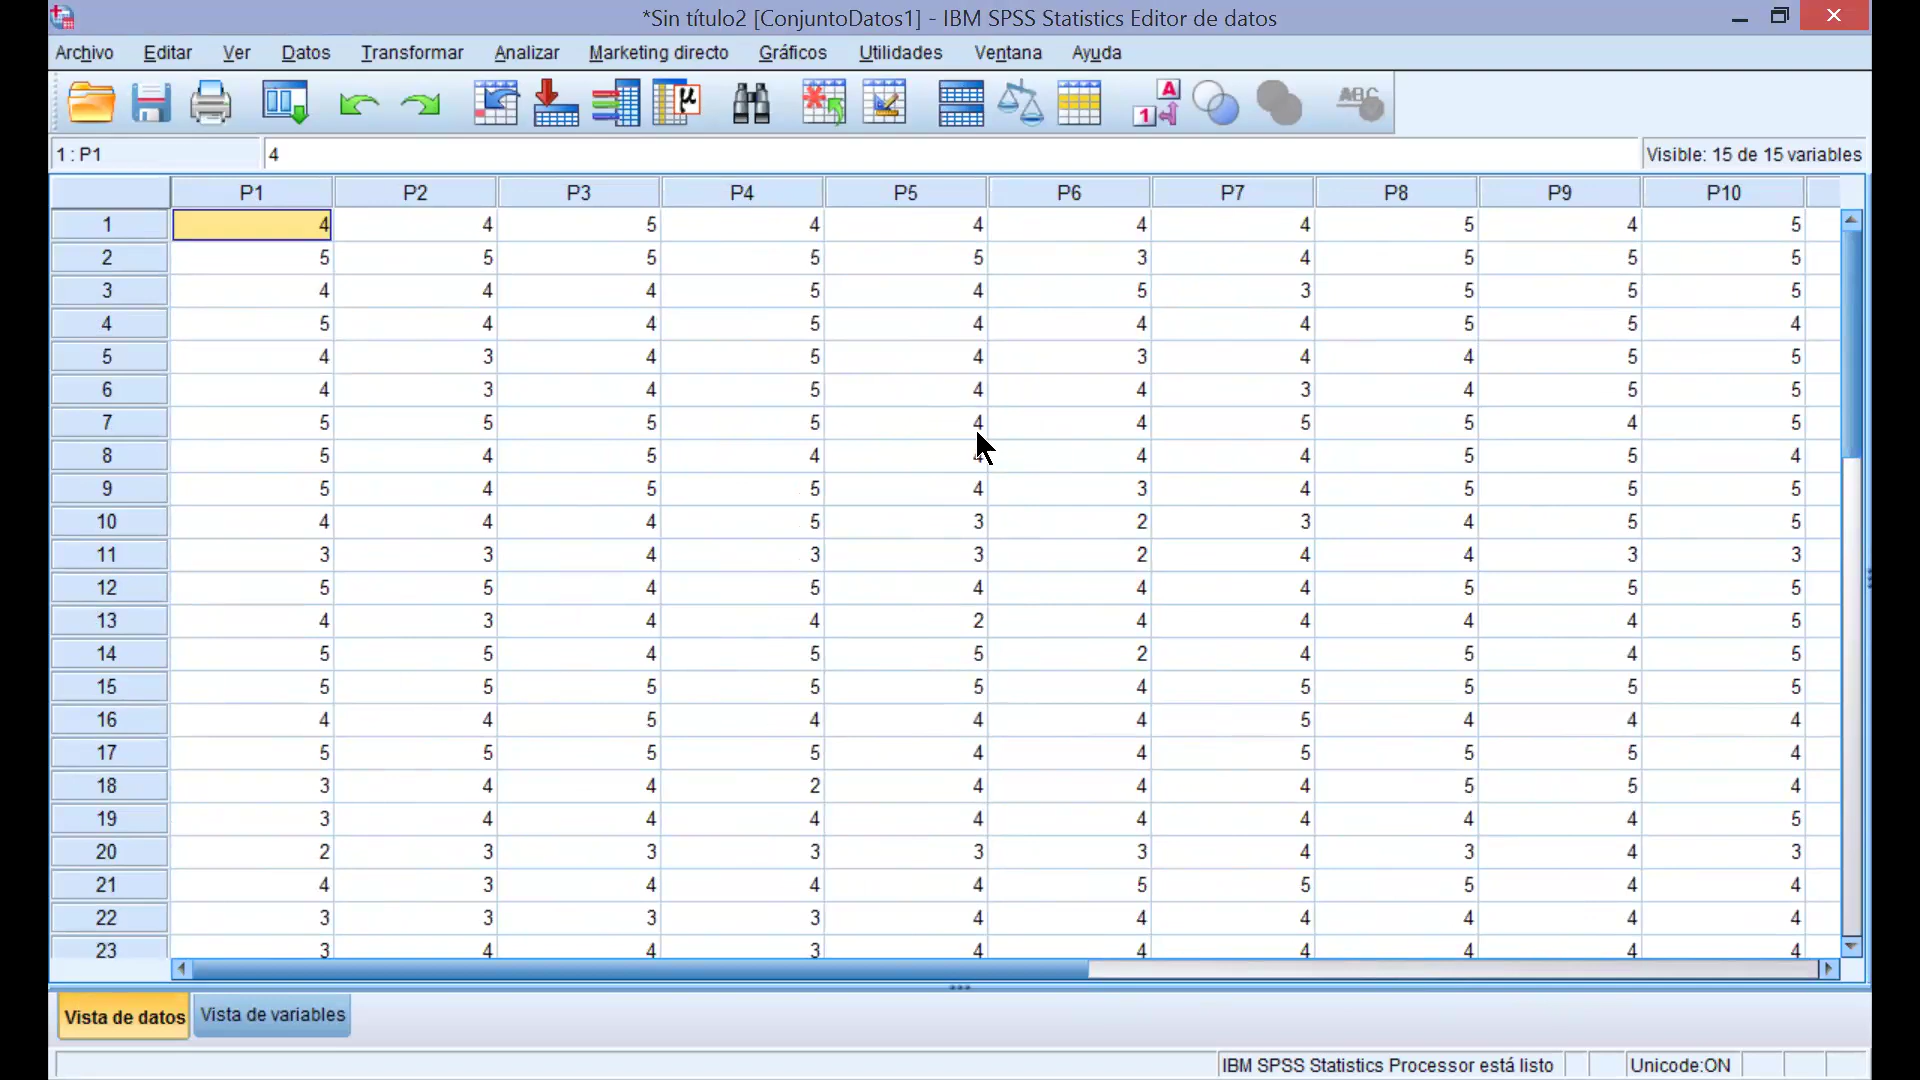 *Sin título2 [ConjuntoDatos1] - IBM SPSS Statistics Editor de datos
Archivo Editar Ver Datos Transformar Analizar Marketing directo Gráficos Utilidades Ventana Ayuda
1 : P1 4 Visible: 15 de 15 variables
P1 P2 P3 P4 P5 P6 P7 P8 P9 P10
1 4 4 5 4 4 4 4 5 4 5
2 5 5 5 5 5 3 4 5 5 5
3 4 4 4 5 4 5 3 5 5 5
4 5 4 4 5 4 4 4 5 5 4
5 4 3 4 5 4 3 4 4 5 5
6 4 3 4 5 4 4 3 4 5 5
7 5 5 5 5 4 4 5 5 4 5
8 5 4 5 4 4 4 4 5 5 4
9 5 4 5 5 4 3 4 5 5 5
10 4 4 4 5 3 2 3 4 5 5
11 3 3 4 3 3 2 4 4 3 3
12 5 5 4 5 4 4 4 5 5 5
13 4 3 4 4 2 4 4 4 4 5
14 5 5 4 5 5 2 4 5 4 5
15 5 5 5 5 5 4 5 5 5 5
16 4 4 5 4 4 4 5 4 4 4
17 5 5 5 5 4 4 5 5 5 4
18 3 4 4 2 4 4 4 5 5 4
19 3 4 4 4 4 4 4 4 4 5
20 2 3 3 3 3 3 4 3 4 3
21 4 3 4 4 4 5 5 5 4 4
22 3 3 3 3 4 4 4 4 4 4
23 3 4 4 3 4 4 4 4 4 4
Vista de datos Vista de variables
IBM SPSS Statistics Processor está listo Unicode:ON